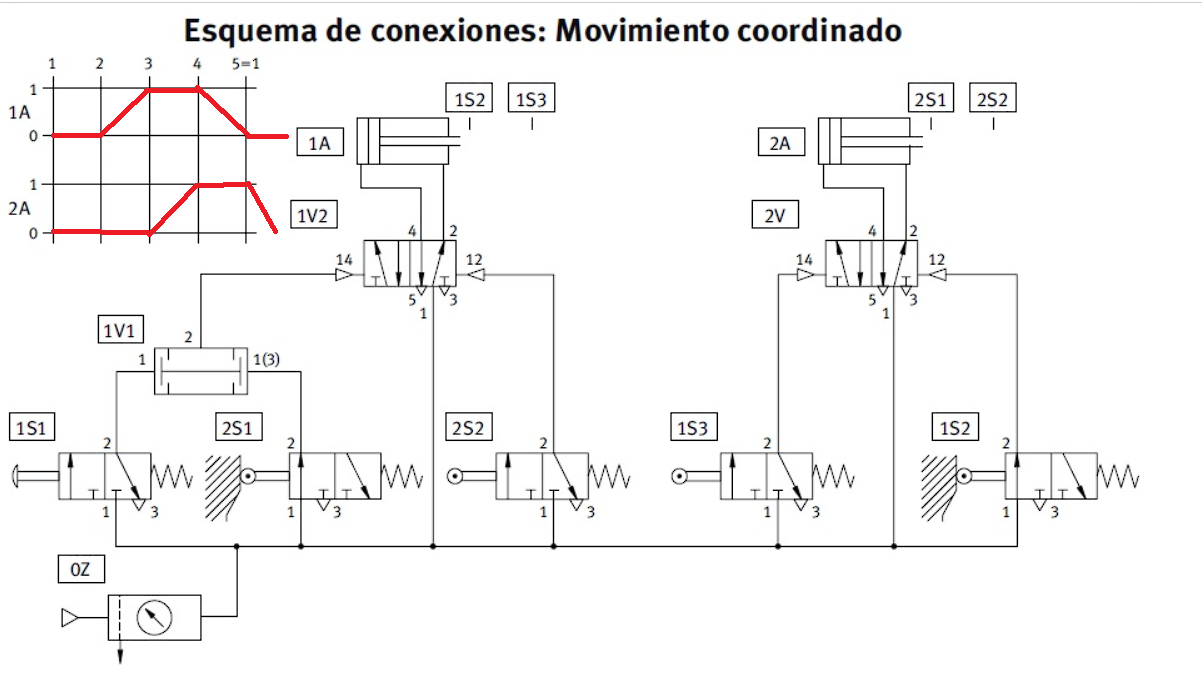 Esquema de conexiones: Movimiento coordinado
1 2 3 4 5=1
1
1A
0
1
2A
0
1S2 1S3
2S1 2S2
1A
2A
1V2
2V
4 2
4 2
14 12
14 12
5 3
1
5 3
1
1V1
2
1 1(3)
1S1 2S1 2S2 1S3 1S2
2 2 2 2 2
1 3 1 3 1 3 1 3 1 3
0Z